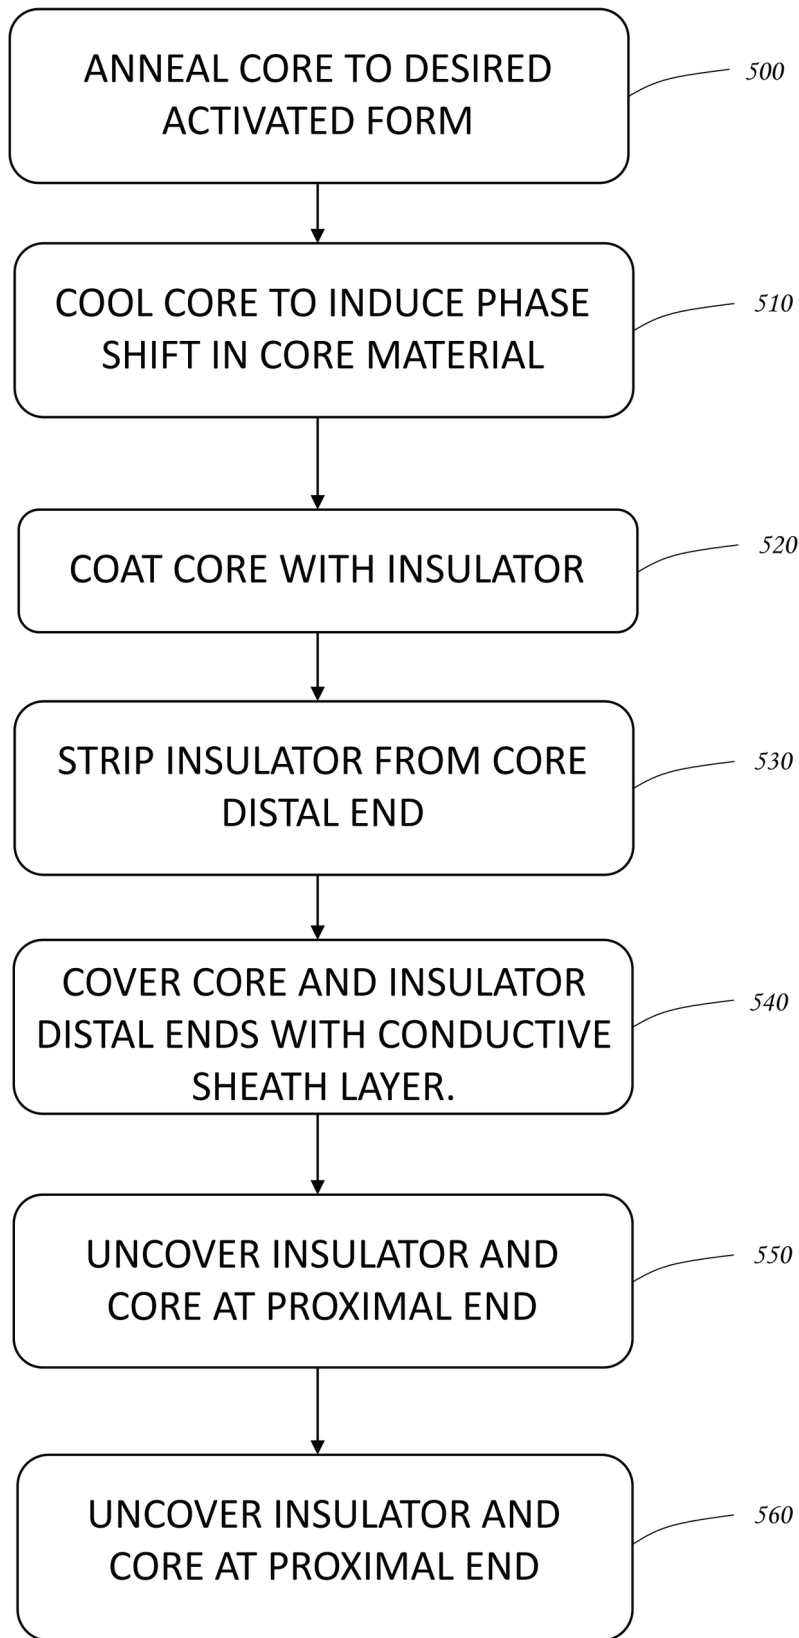 ANNEAL CORE TO DESIRED
ACTIVATED FORM
500
COOL CORE TO INDUCE PHASE
SHIFT IN CORE MATERIAL
510
COAT CORE WITH INSULATOR
520
STRIP INSULATOR FROM CORE
DISTAL END
530
COVER CORE AND INSULATOR
DISTAL ENDS WITH CONDUCTIVE
SHEATH LAYER.
540
UNCOVER INSULATOR AND
CORE AT PROXIMAL END
550
UNCOVER INSULATOR AND
CORE AT PROXIMAL END
560